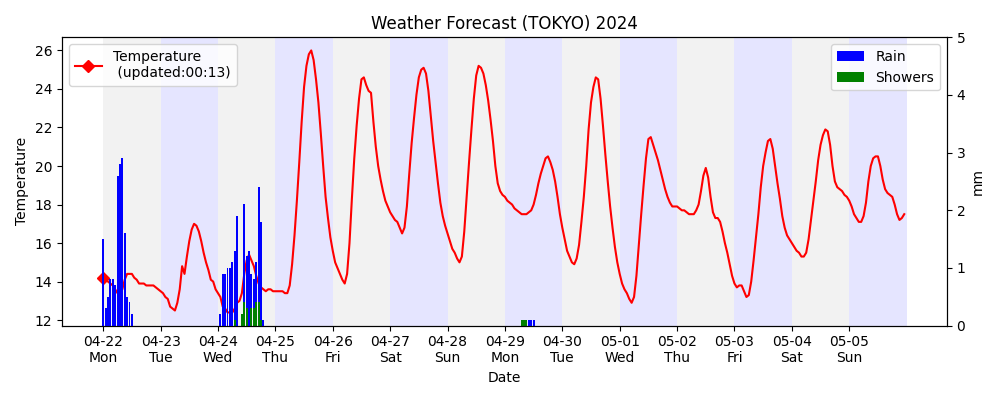 Weather Forecast (TOKYO) 2024
Temperature
(updated:00:13)
Rain
Showers
Temperature
26
24
22
20
18
16
14
12
5
4
3
2
1
0
mm
04-22 04-23 04-24 04-25 04-26 04-27 04-28 04-29 04-30 05-01 05-02 05-03 05-04 05-05
Mon Tue Wed Thu Fri Sat Sun Mon Tue Wed Thu Fri Sat Sun
Date